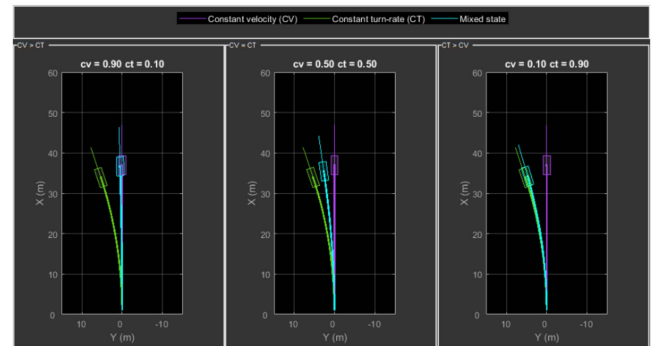 Constant velocity (CV) Constant turn-rate (CT) Mixed state
CV > CT
cv = 0.90 ct = 0.10
60
50
40
30
20
10
0
X (m)
10 0 -10
Y (m)
CV = CT
cv = 0.50 ct = 0.50
60
50
40
30
20
10
0
X (m)
10 0 -10
Y (m)
CT > CV
cv = 0.10 ct = 0.90
60
50
40
30
20
10
0
X (m)
10 0 -10
Y (m)